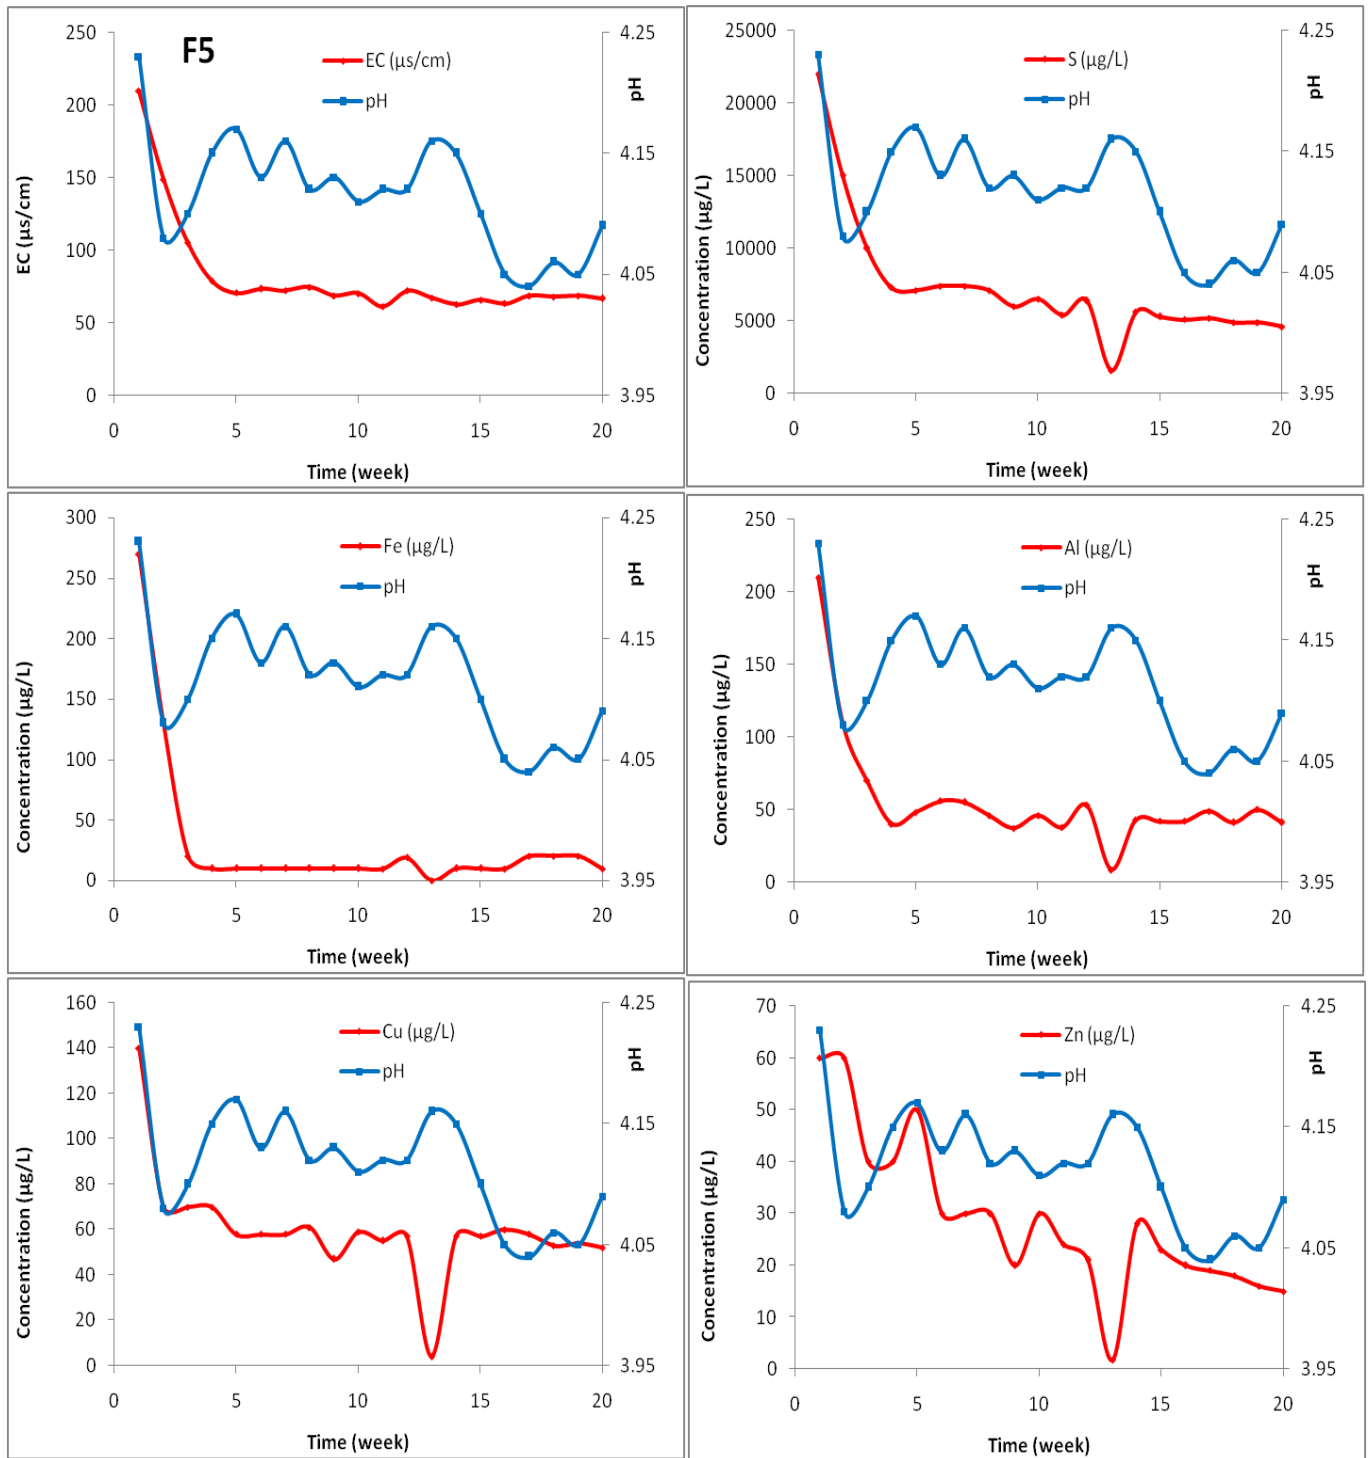 F5
EC (µs/cm)
pH
250
200
150
100
50
0
4.25
4.15
4.05
3.95
0 5 10 15 20
EC (µs/cm)
pH
Time (week)
S (µg/L)
pH
25000
20000
15000
10000
5000
0
4.25
4.15
4.05
3.95
0 5 10 15 20
Concentration (µg/L)
pH
Time (week)
Fe (µg/L)
pH
300
250
200
150
100
50
0
4.25
4.15
4.05
3.95
0 5 10 15 20
Concentration (µg/L)
pH
Time (week)
Al (µg/L)
pH
250
200
150
100
50
0
4.25
4.15
4.05
3.95
0 5 10 15 20
Concentration (µg/L)
pH
Time (week)
Cu (µg/L)
pH
160
140
120
100
80
60
40
20
0
4.25
4.15
4.05
3.95
0 5 10 15 20
Concentration (µg/L)
pH
Time (week)
Zn (µg/L)
pH
70
60
50
40
30
20
10
0
4.25
4.15
4.05
3.95
0 5 10 15 20
Concentration (µg/L)
pH
Time (week)